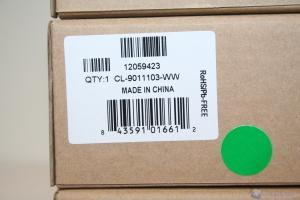 12059423
QTY:1 CL-9011103-WW
MADE IN CHINA
8 43591 01661 2
RoHS/Pb-FREE